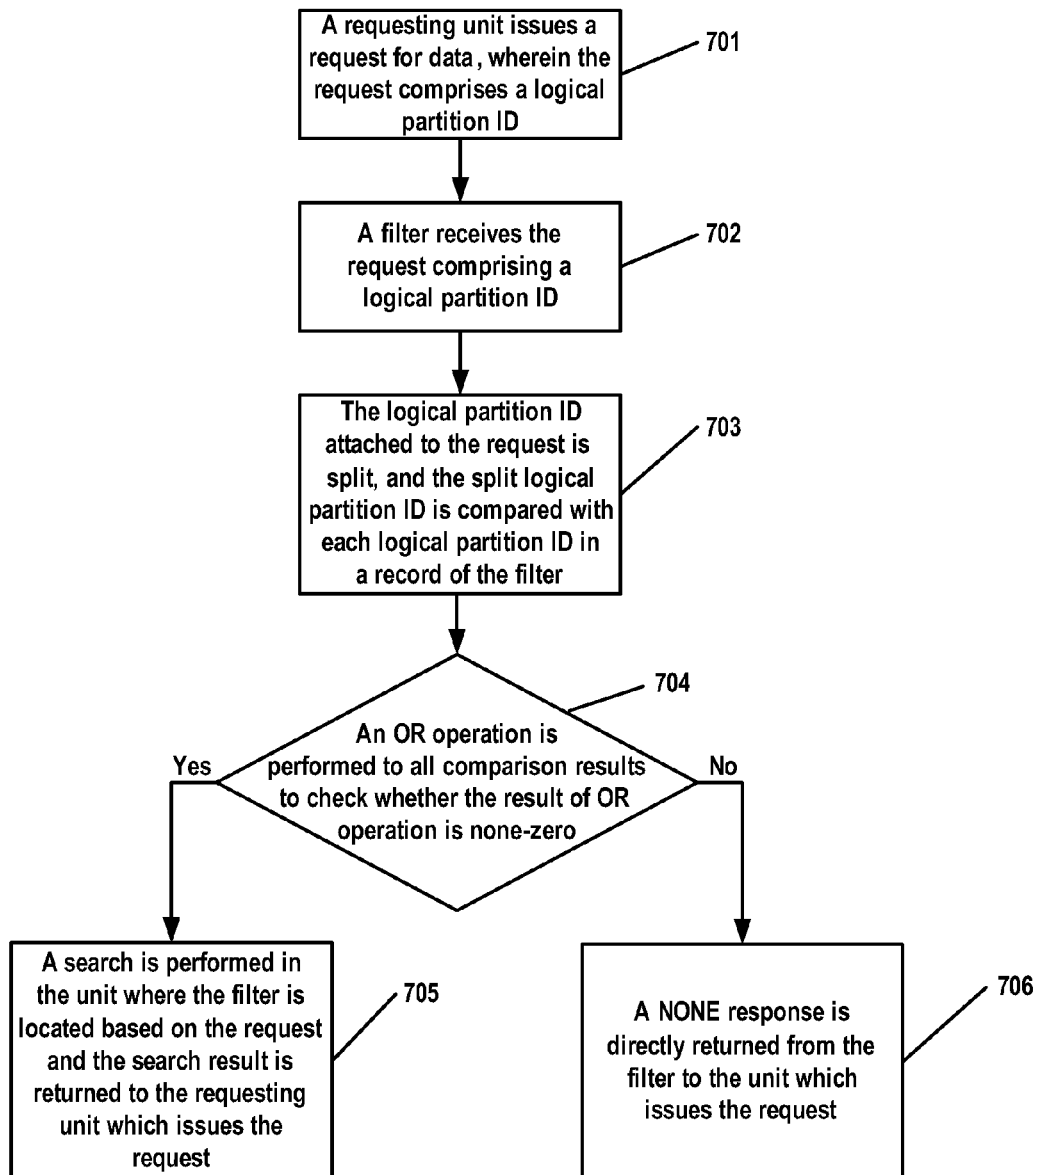 A requesting unit issues a
request for data, wherein the
request comprises a logical
partition ID
701
A filter receives the
request comprising a
logical partition ID
702
The logical partition ID
attached to the request is
split, and the split logical
partition ID is compared with
each logical partition ID in
a record of the filter
703
704
An OR operation is
performed to all comparison results
to check whether the result of OR
operation is none-zero
Yes
No
A search is performed in
the unit where the filter is
located based on the request
and the search result is
returned to the requesting
unit which issues the
request
705
A NONE response is
directly returned from the
filter to the unit which
issues the request
706